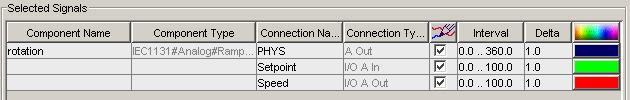 Selected Signals
Component Name Component Type Connection Na... Connection Ty... Interval Delta
rotation IEC1131#Analog#Ramp... PHYS A Out 0.0 .. 360.0 1.0
Setpoint I/O A In 0.0 .. 100.0 1.0
Speed I/O A Out 0.0 .. 100.0 1.0